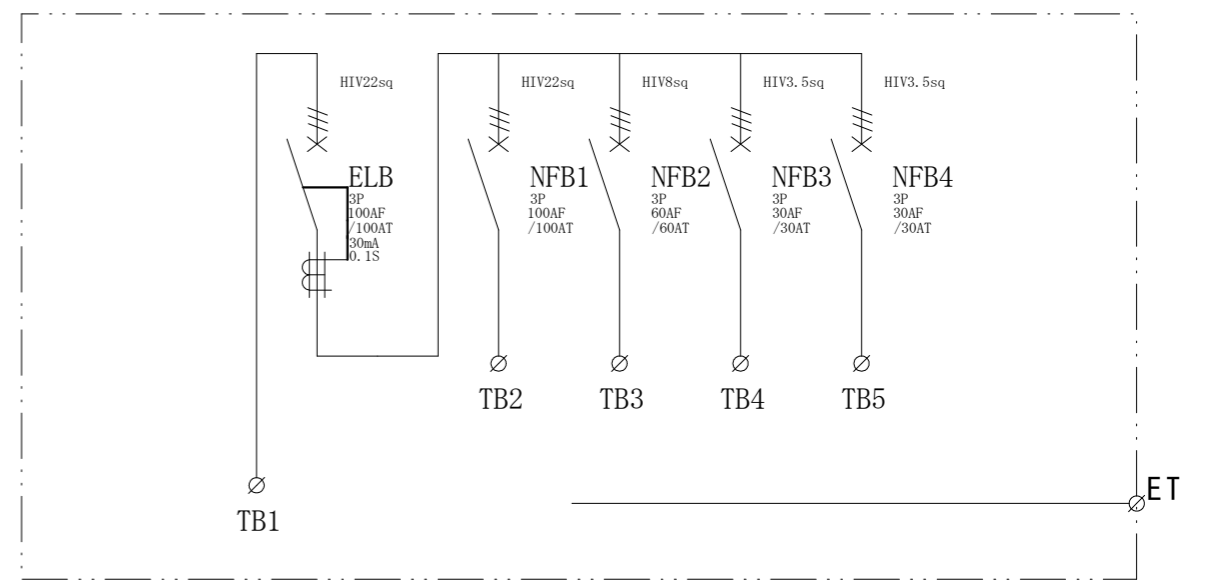 HIV22sq
HIV22sq
HIV8sq
HIV3.5sq
HIV3.5sq
ELB
3P
100AF
/100AT
30mA
0.1S
NFB1
3P
100AF
/100AT
NFB2
3P
60AF
/60AT
NFB3
3P
30AF
/30AT
NFB4
3P
30AF
/30AT
TB2
TB3
TB4
TB5
TB1
ET